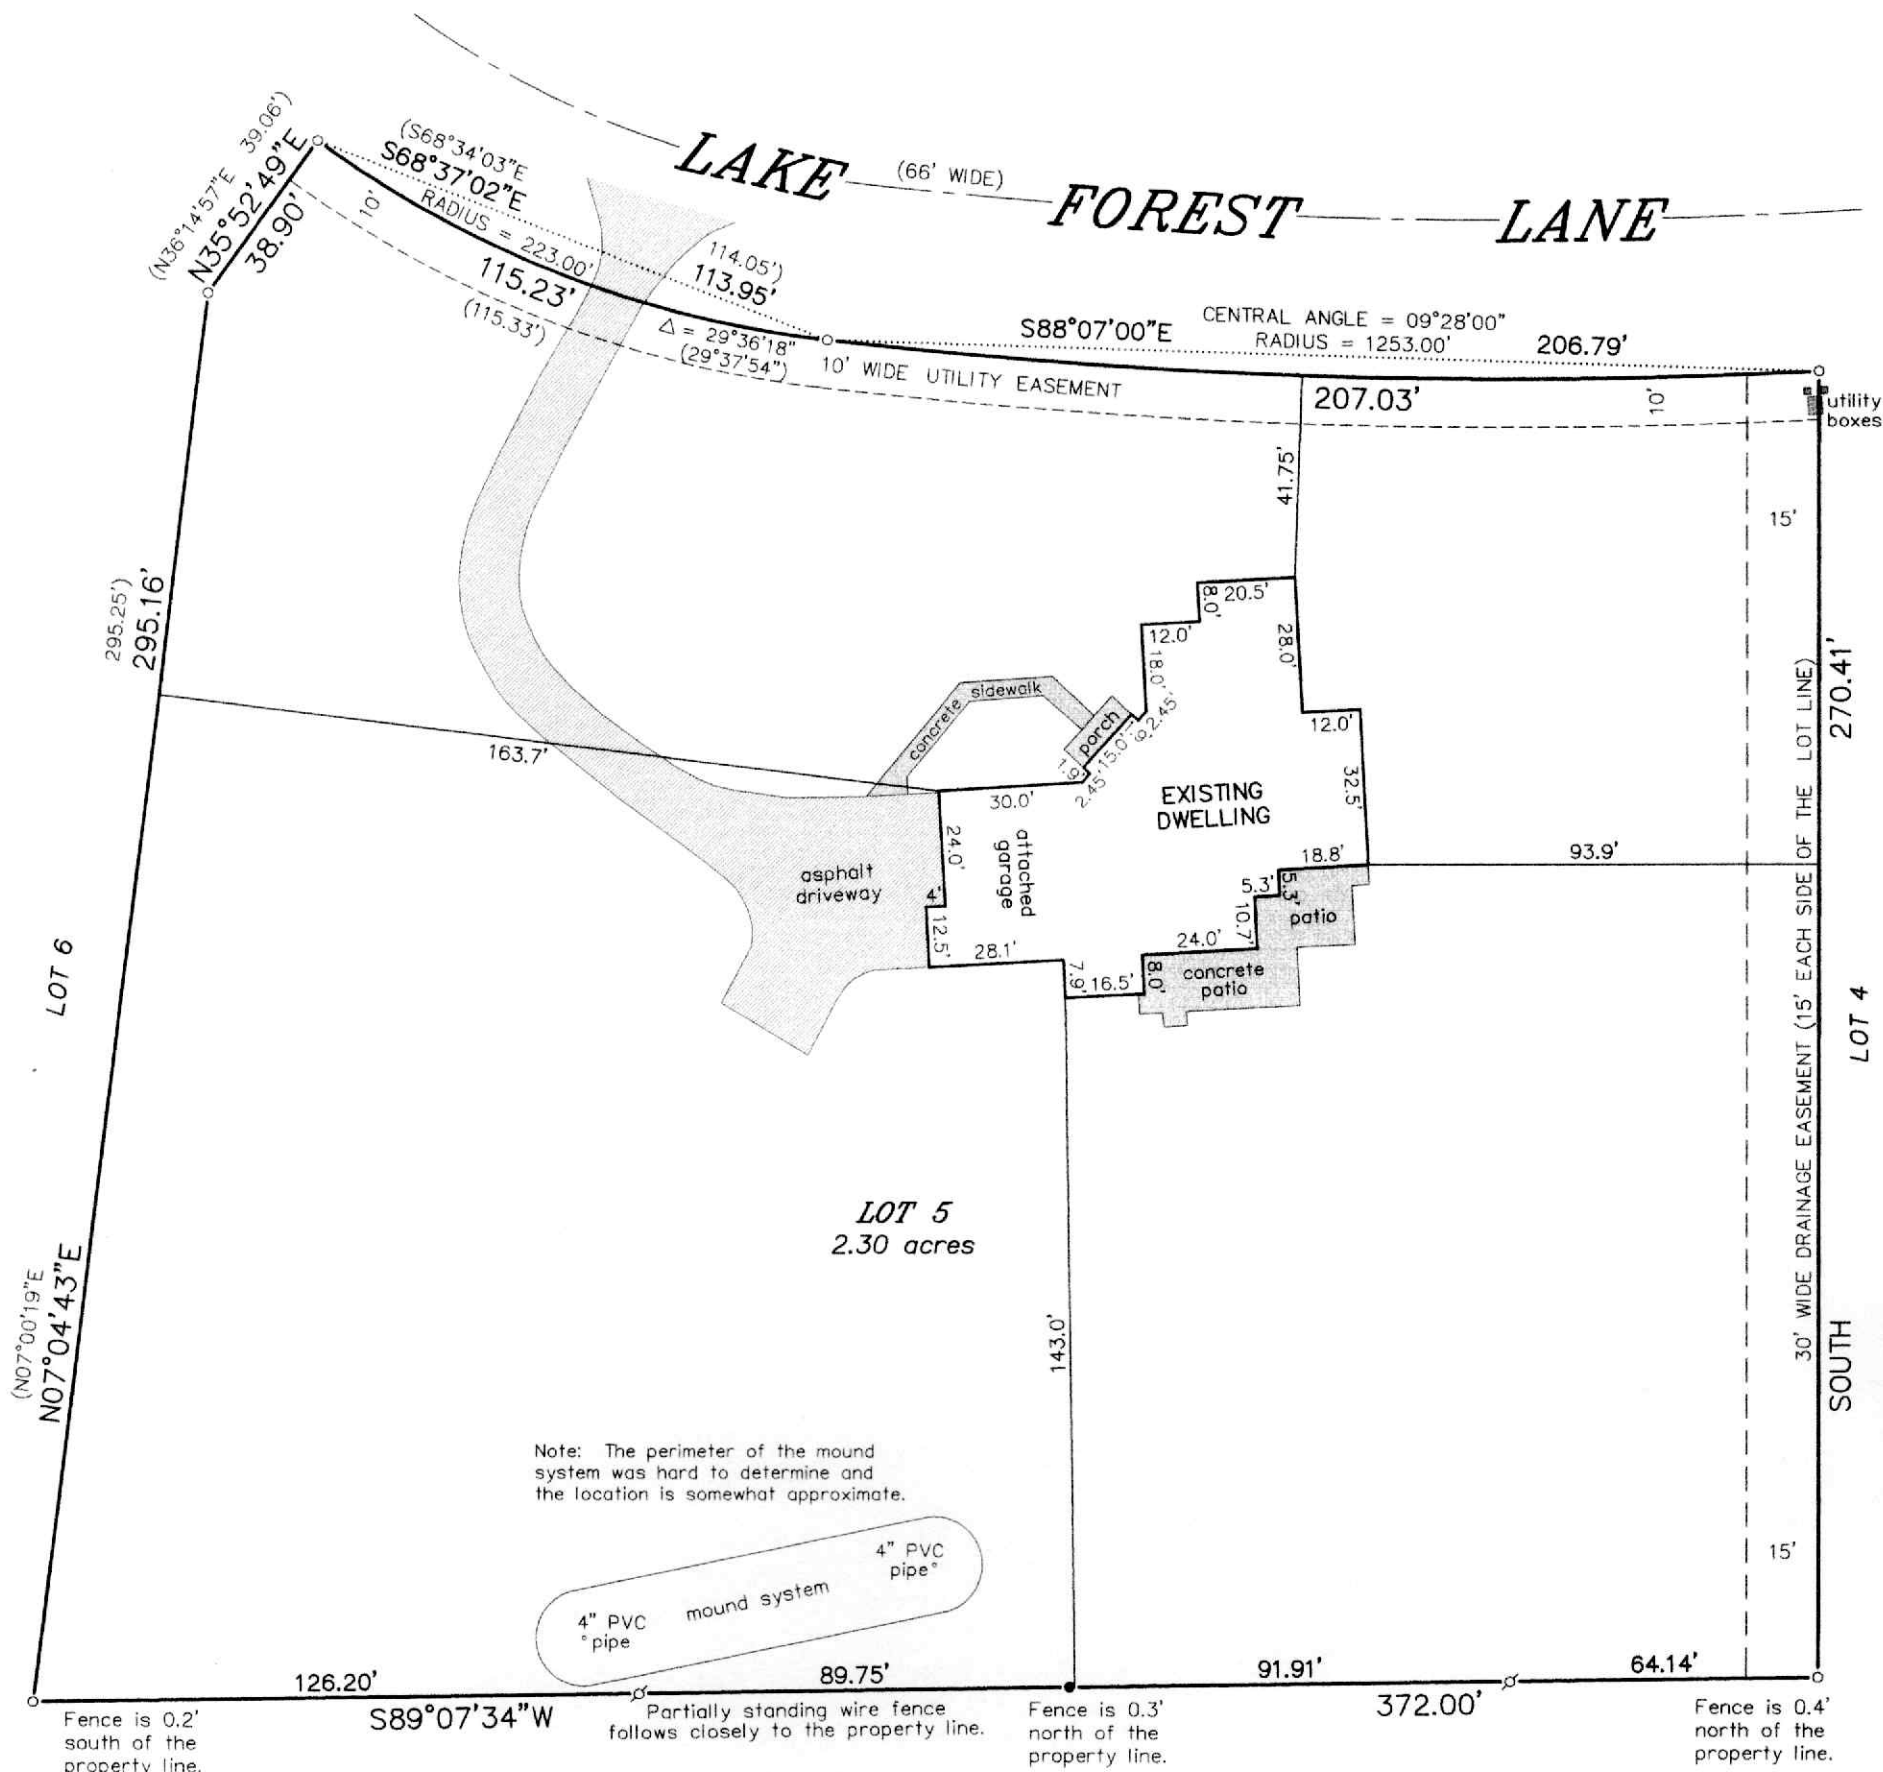 LAKE (66' WIDE) FOREST LANE
(N36°14'57"E 39.06')
N35°52'49"E
38.90'
(S68°34'03"E
S68°37'02"E
RADIUS = 223.00'
10'
114.05')
113.95'
115.23'
(115.33')
Δ = 29°36'18"
(29°37'54")
10' WIDE UTILITY EASEMENT
S88°07'00"E
CENTRAL ANGLE = 09°28'00"
RADIUS = 1253.00'
206.79'
207.03'
10'
utility
boxes
41.75'
15'
295.25')
295.16'
8.0'
20.5'
12.0'
18.0'
28.0'
2.45'
1.9'
concrete
sidewalk
porch
15.0'
1.9'
2.45'
12.0'
32.5'
163.7'
30.0'
EXISTING
DWELLING
24.0'
attached
garage
18.8'
93.9'
asphalt
driveway
4'
12.5'
5.3'
5.3'
10.7'
patio
28.1'
24.0'
7.9'
16.5'
8.0'
concrete
patio
270.41'
30' WIDE DRAINAGE EASEMENT (15' EACH SIDE OF THE LOT LINE)
LOT 6
LOT 4
LOT 5
2.30 acres
(N07°00'19"E
N07°04'43"E
143.0'
SOUTH
Note: The perimeter of the mound
system was hard to determine and
the location is somewhat approximate.
4" PVC
pipe
mound system
4" PVC
pipe
15'
126.20'
89.75'
91.91'
64.14'
S89°07'34"W
372.00'
Fence is 0.2'
south of the
property line.
Partially standing wire fence
follows closely to the property line.
Fence is 0.3'
north of the
property line.
Fence is 0.4'
north of the
property line.